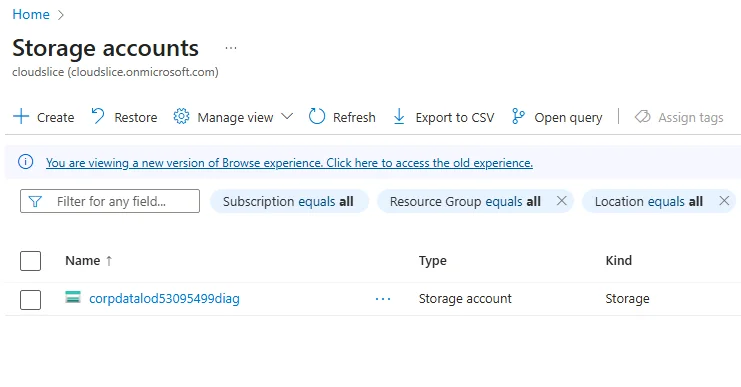 Home >
Storage accounts ...
cloudslice (cloudslice.onmicrosoft.com)
+ Create Restore Manage view Refresh Export to CSV Open query Assign tags
You are viewing a new version of Browse experience. Click here to access the old experience.
Filter for any field... Subscription equals all Resource Group equals all Location equals all
Name ↑ Type Kind
corpdatalod53095499diag ... Storage account Storage